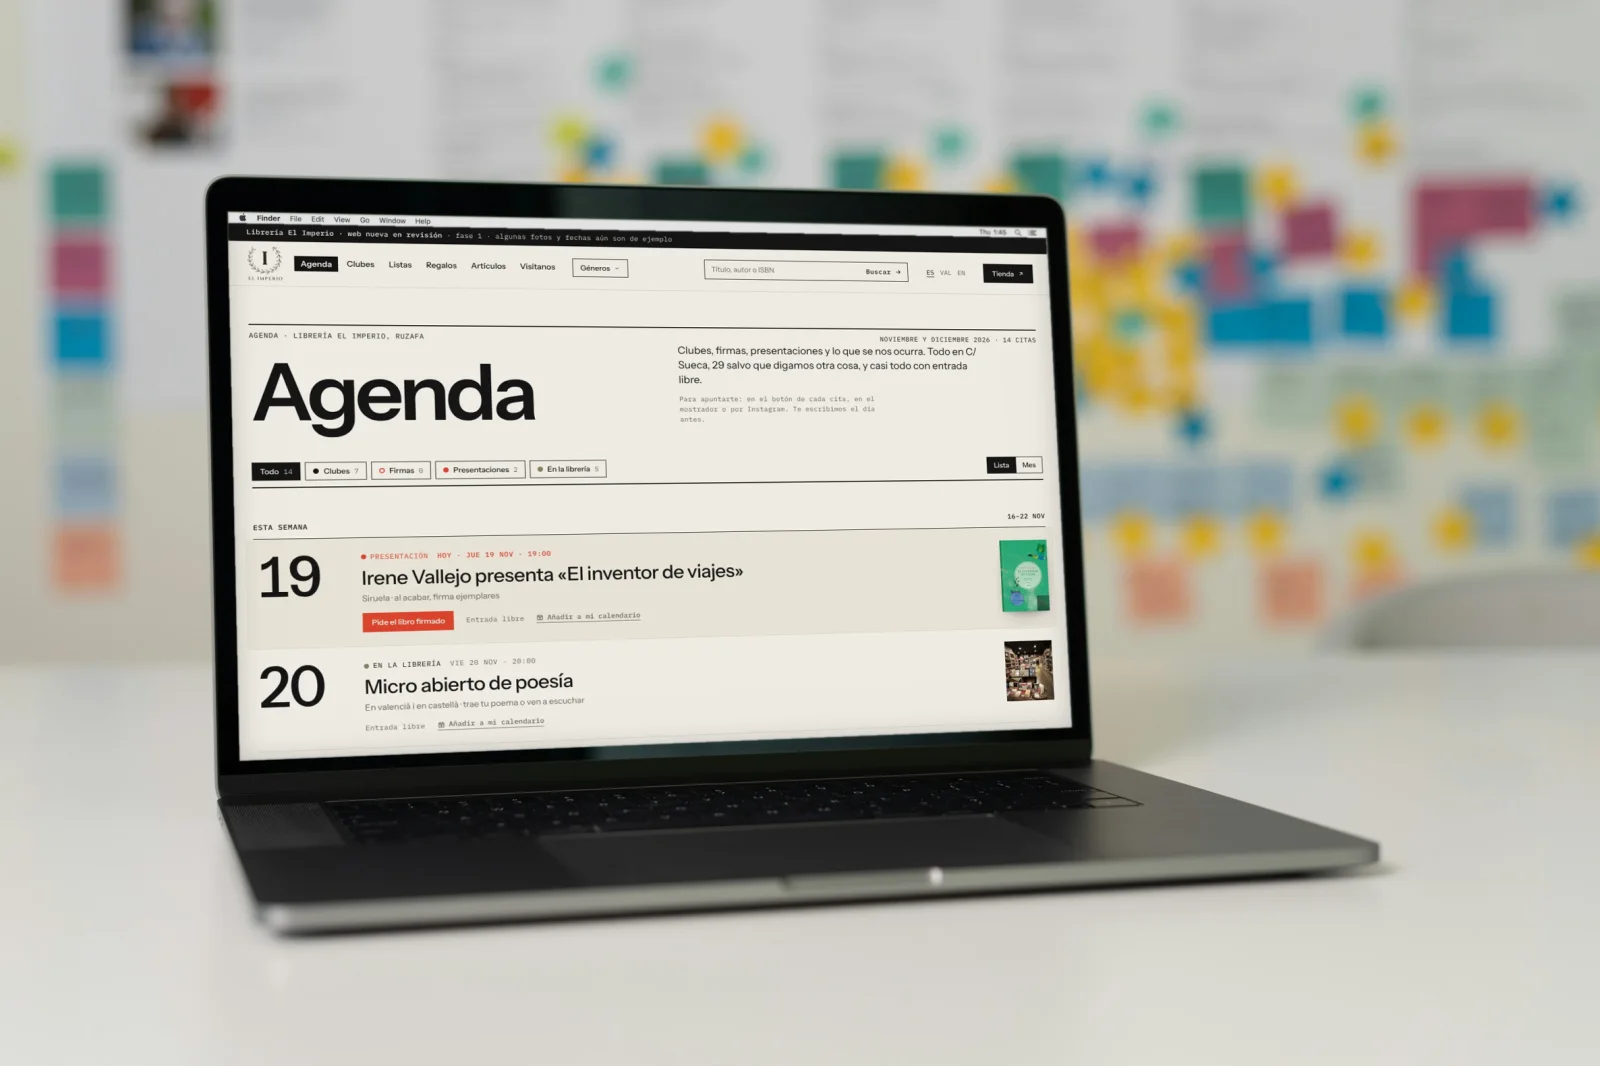 Finder File Edit View Go Window Help
Thu 1:45
Librería El Imperio · web nueva en revisión · fase 1 · algunas fotos y fechas aún son de ejemplo
I
EL IMPERIO
Agenda Clubes Listas Regalos Artículos Visítanos Géneros
Título, autor o ISBN Buscar →
ES VAL EN
Tienda ↗
AGENDA · LIBRERÍA EL IMPERIO, RUZAFA
NOVIEMBRE Y DICIEMBRE 2026 · 14 CITAS
Agenda
Clubes, firmas, presentaciones y lo que se nos ocurra. Todo en C/
Sueca, 29 salvo que digamos otra cosa, y casi todo con entrada
libre.
Para apuntarte: en el botón de cada cita, en el
mostrador o por Instagram. Te escribimos el día
antes.
Todo 14 Clubes 7 Firmas 0 Presentaciones 2 En la librería 5
Lista Mes
ESTA SEMANA
16–22 NOV
19
PRESENTACIÓN HOY · JUE 19 NOV · 19:00
Irene Vallejo presenta «El inventor de viajes»
Siruela · al acabar, firma ejemplares
Pide el libro firmado Entrada libre Añadir a mi calendario
20
EN LA LIBRERÍA VIE 20 NOV · 20:00
Micro abierto de poesía
En valencià i en castellà · trae tu poema o ven a escuchar
Entrada libre Añadir a mi calendario